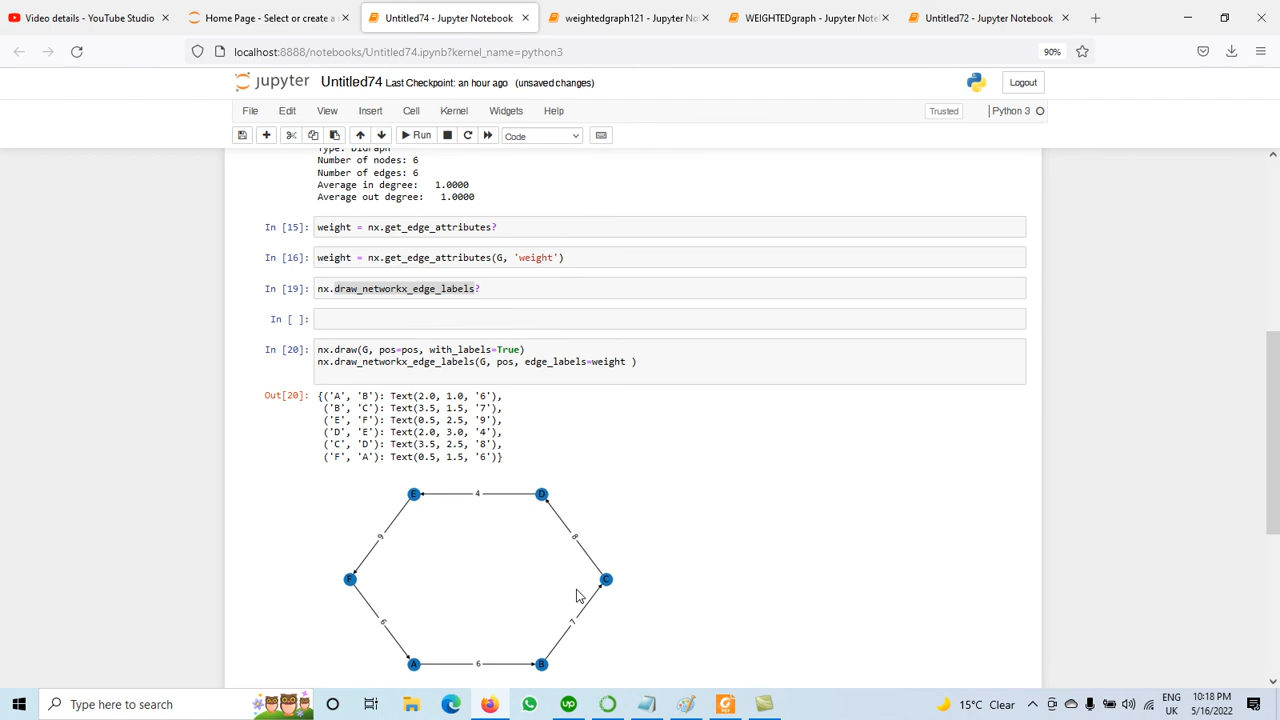 Video details - YouTube Studio
Home Page - Select or create a
Untitled74 - Jupyter Notebook
weightedgraph121 - Jupyter No
WEIGHTEDgraph - Jupyter Note
Untitled72 - Jupyter Notebook
localhost:8888/notebooks/Untitled74.ipynb?kernel_name=python3
90%
jupyter Untitled74 Last Checkpoint: an hour ago (unsaved changes)
Logout
File Edit View Insert Cell Kernel Widgets Help
Trusted
Python 3
Run
Code
Type: DiGraph
Number of nodes: 6
Number of edges: 6
Average in degree: 1.0000
Average out degree: 1.0000
In [15]: weight = nx.get_edge_attributes?
In [16]: weight = nx.get_edge_attributes(G, 'weight')
In [19]: nx.draw_networkx_edge_labels?
In [ ]:
In [20]: nx.draw(G, pos=pos, with_labels=True)
nx.draw_networkx_edge_labels(G, pos, edge_labels=weight )
Out[20]: {('A', 'B'): Text(2.0, 1.0, '6'),
('B', 'C'): Text(3.5, 1.5, '7'),
('E', 'F'): Text(0.5, 2.5, '9'),
('D', 'E'): Text(2.0, 3.0, '4'),
('C', 'D'): Text(3.5, 2.5, '8'),
('F', 'A'): Text(0.5, 1.5, '6')}
E 4 D
9 8
F C
6 7
A 6 B
Type here to search
15°C Clear
ENG
UK
10:18 PM
5/16/2022